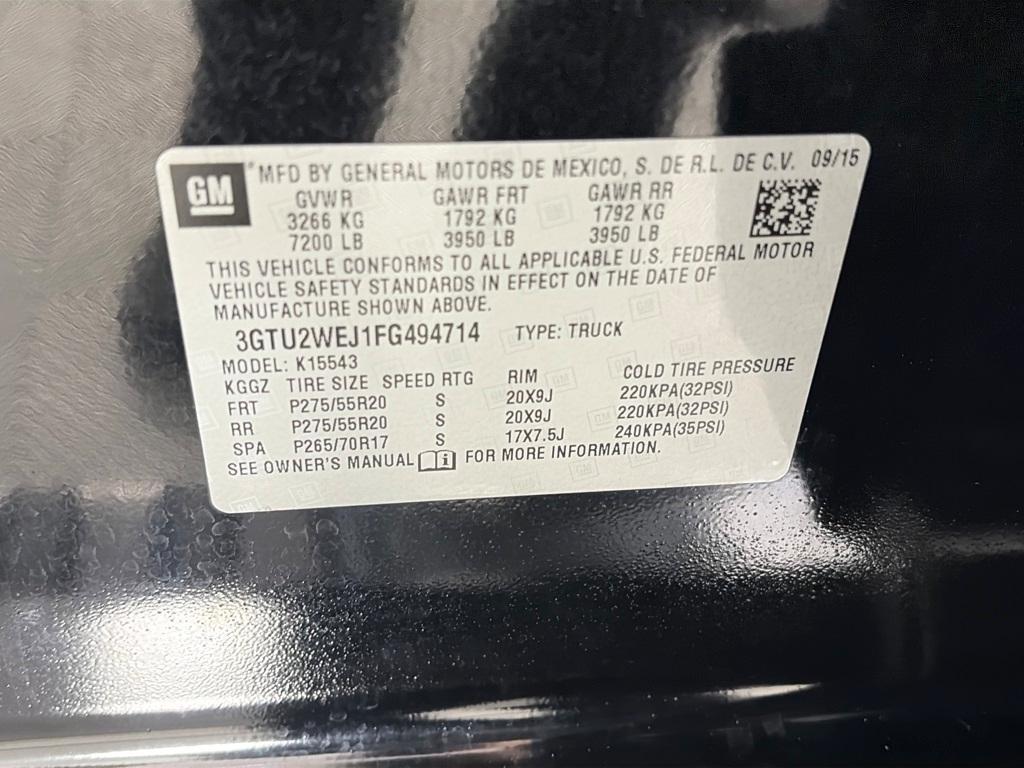 GM
*MFD BY GENERAL MOTORS DE MEXICO, S. DE R.L. DE C.V. 09/15
GVWR GAWR FRT GAWR RR
3266 KG 1792 KG 1792 KG
7200 LB 3950 LB 3950 LB
THIS VEHICLE CONFORMS TO ALL APPLICABLE U.S. FEDERAL MOTOR
VEHICLE SAFETY STANDARDS IN EFFECT ON THE DATE OF
MANUFACTURE SHOWN ABOVE.
3GTU2WEJ1FG494714 TYPE: TRUCK
MODEL: K15543
KGGZ TIRE SIZE SPEED RTG RIM COLD TIRE PRESSURE
FRT P275/55R20 S 20X9J 220KPA(32PSI)
RR P275/55R20 S 20X9J 220KPA(32PSI)
SPA P265/70R17 S 17X7.5J 240KPA(35PSI)
SEE OWNER'S MANUAL FOR MORE INFORMATION.